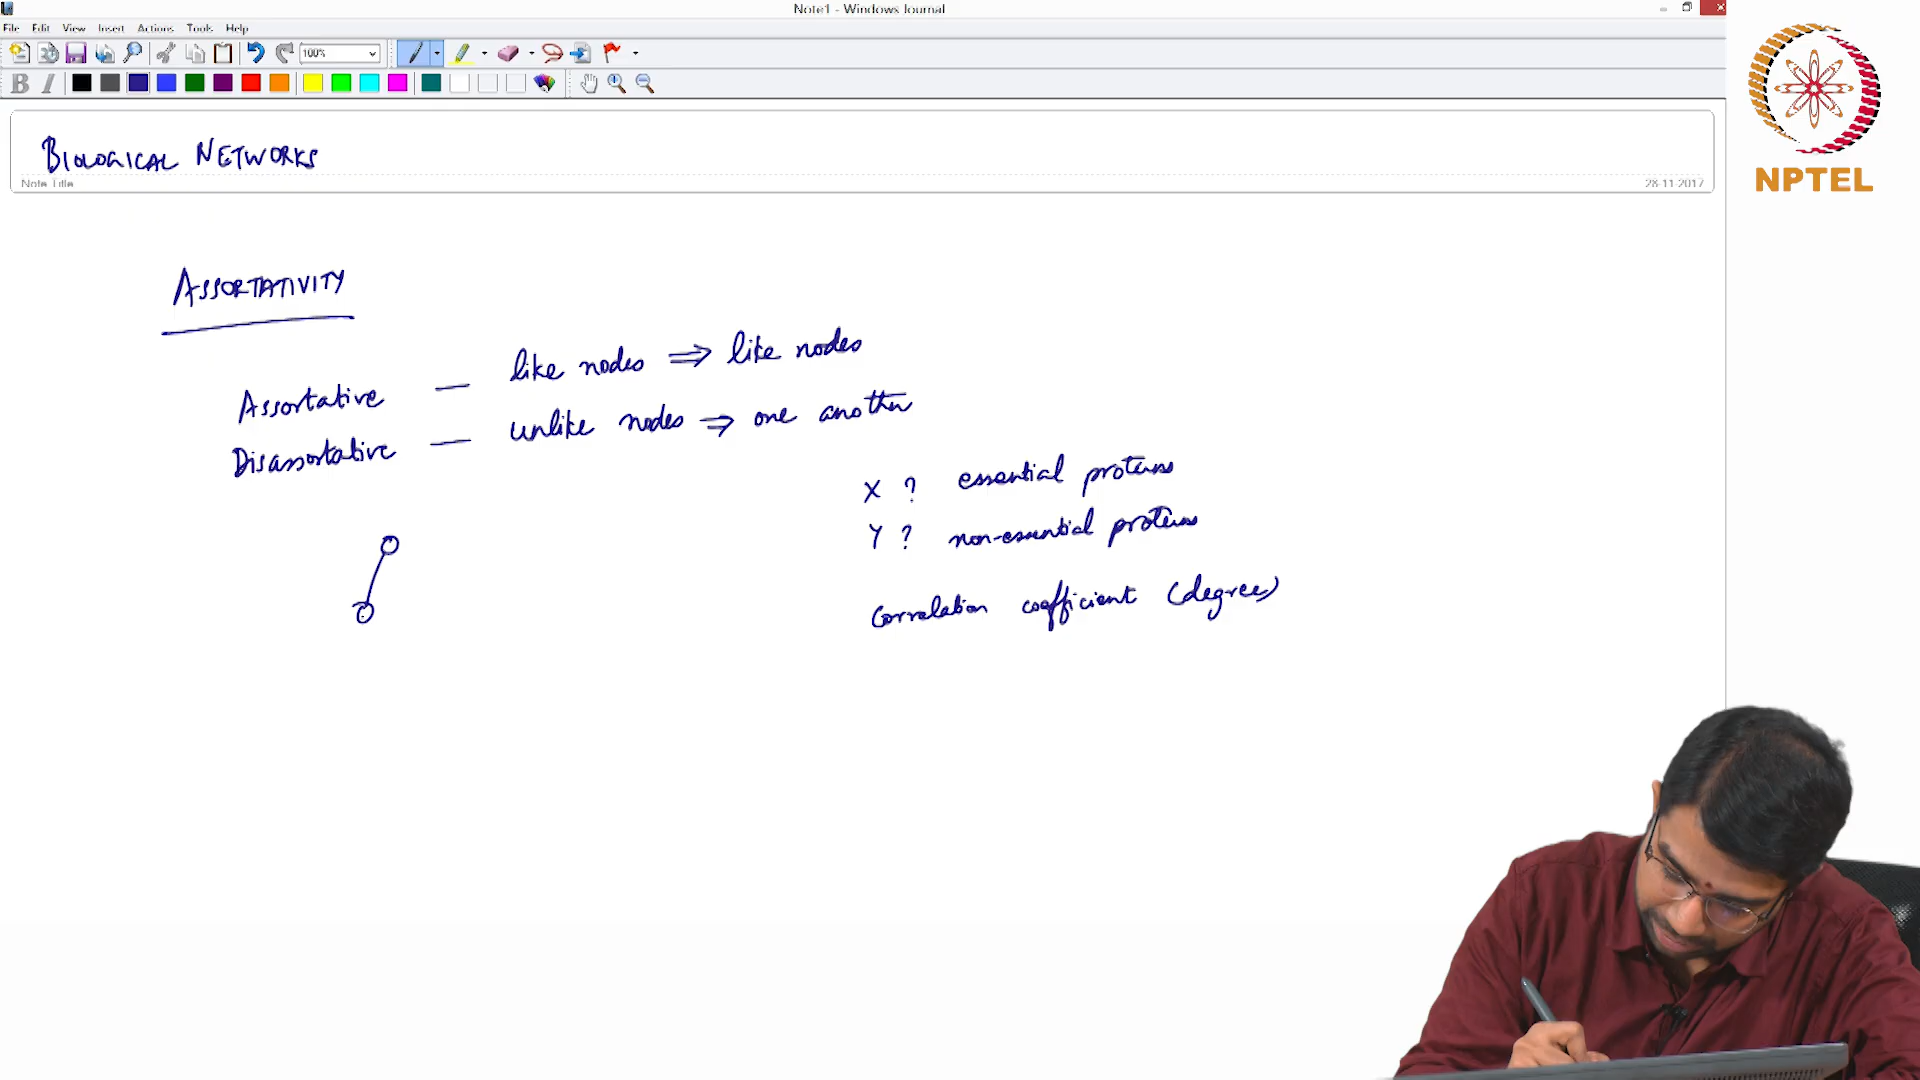 Note1 - Windows Journal
File Edit View Insert Actions Tools Help
100%
B I
BIOLOGICAL NETWORKS
Note Title
28-11-2017
NPTEL
ASSORTATIVITY
Assortative — like nodes ⇒ like nodes
Disassortative — unlike nodes ⇒ one another
X ? essential proteins
Y ? non-essential proteins
Correlation coefficient (degree)